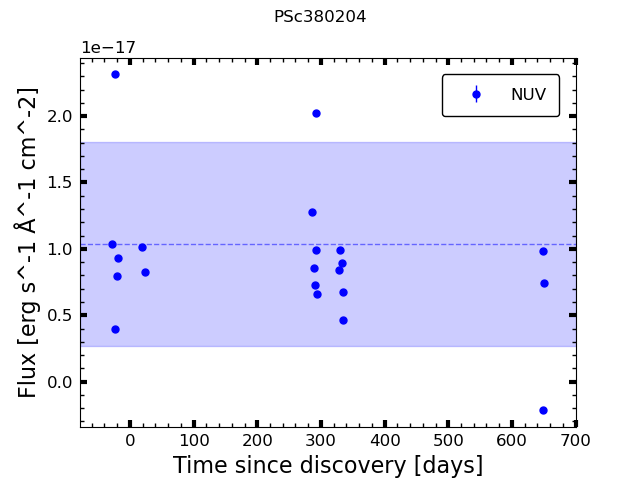 PSc380204
1e−17
NUV
2.0
1.5
1.0
0.5
0.0
Flux [erg s^-1 Å^-1 cm^-2]
0 100 200 300 400 500 600 700
Time since discovery [days]